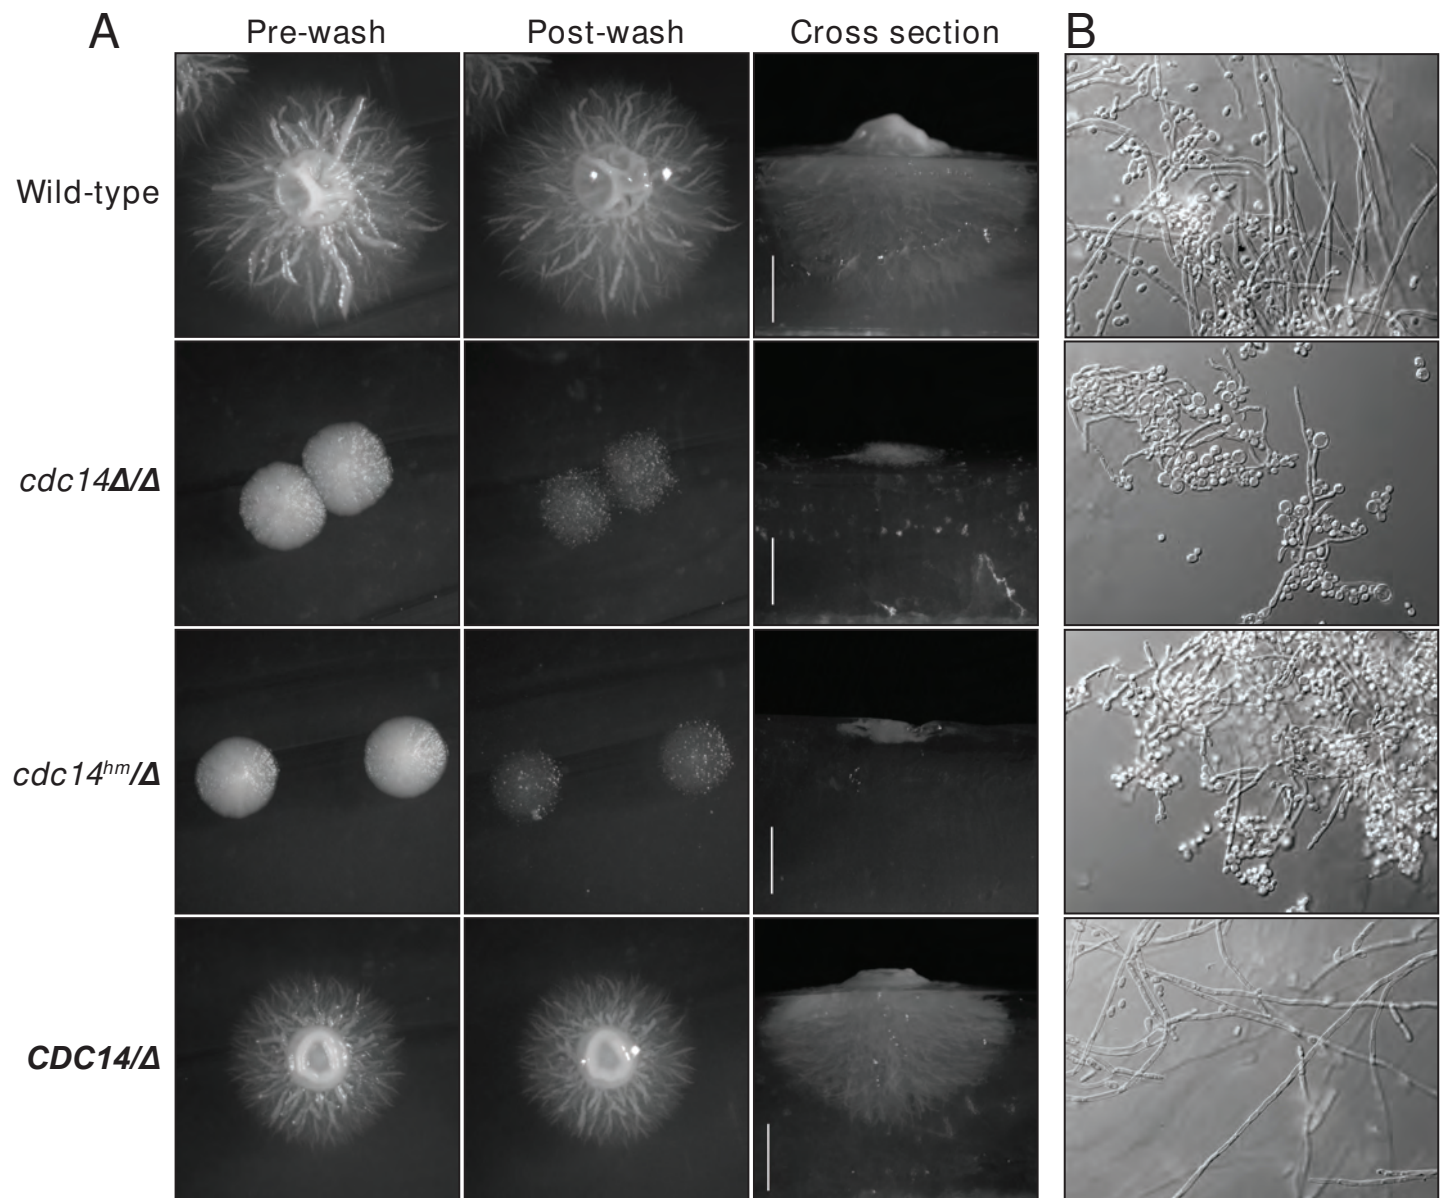 A
Pre-wash
Post-wash
Cross section
B
Wild-type
cdc14Δ/Δ
cdc14hm/Δ
CDC14/Δ